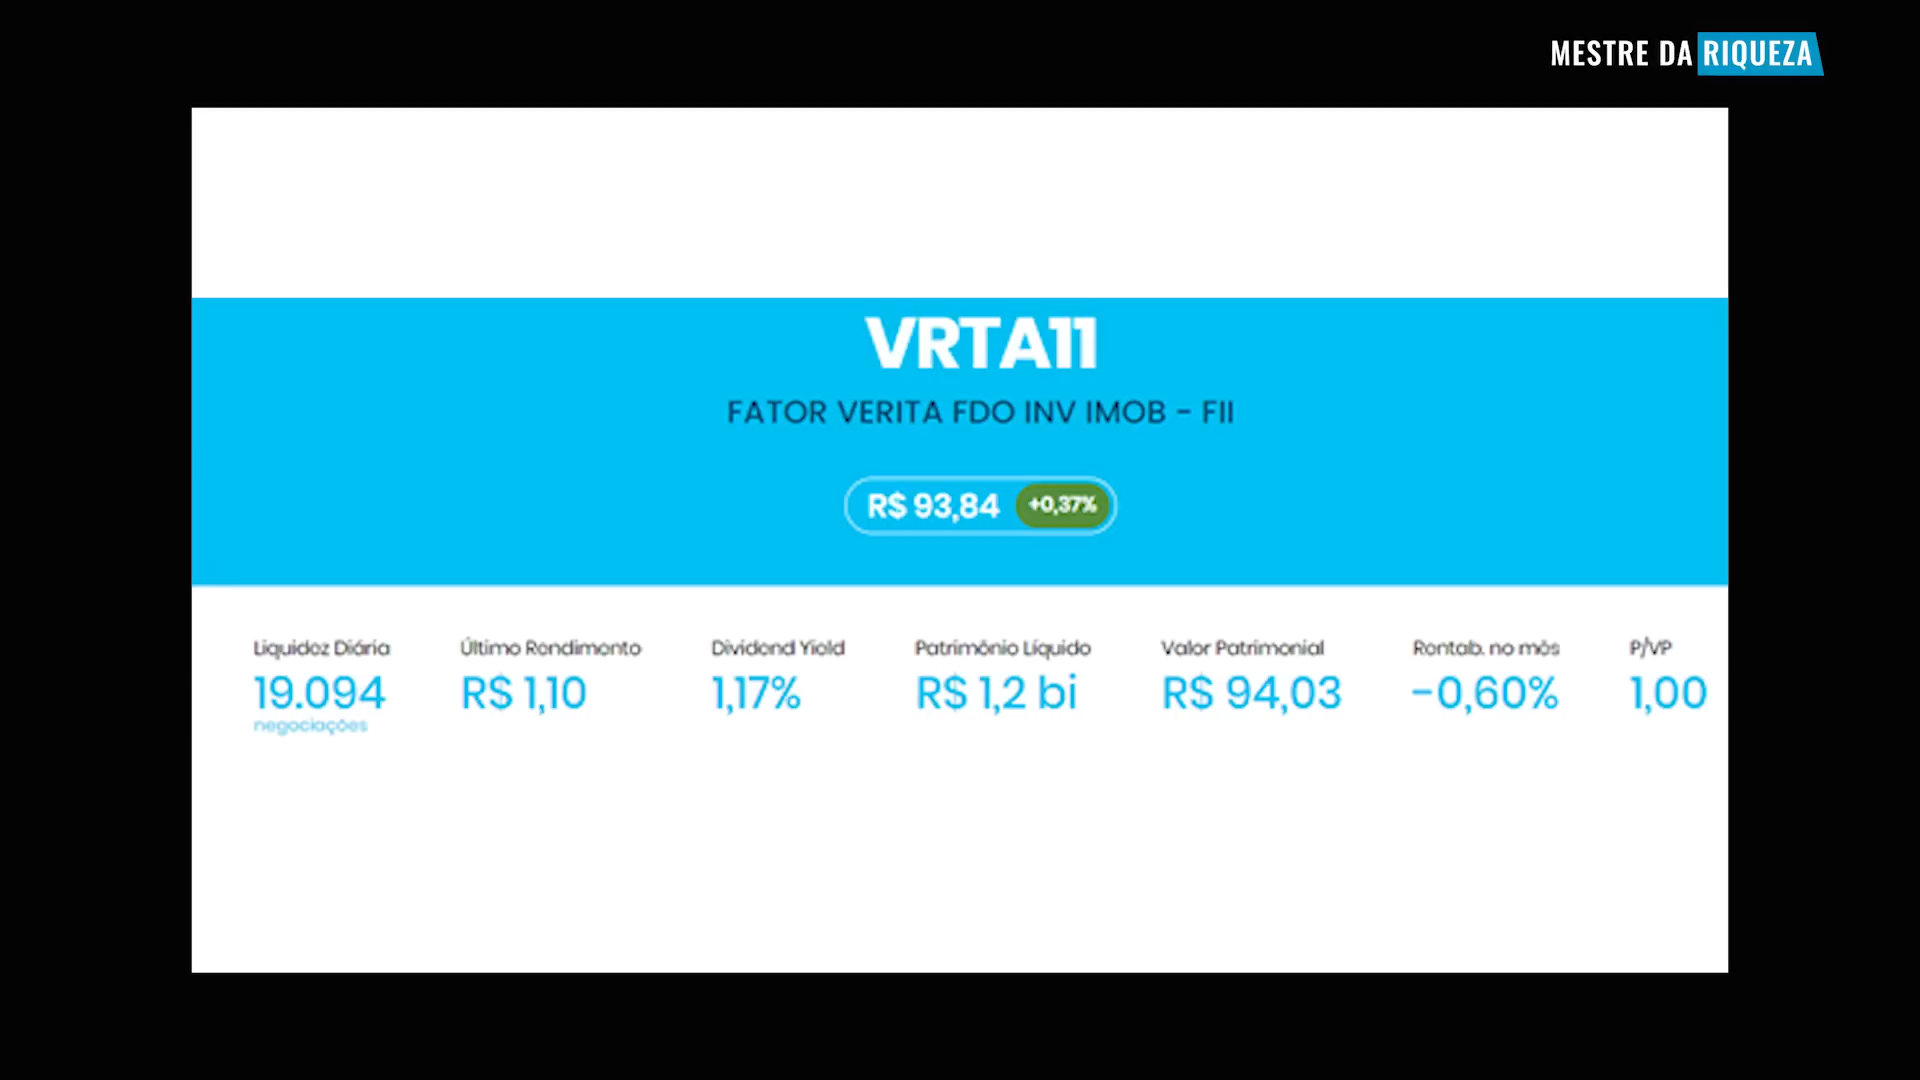 MESTRE DA RIQUEZA
VRTA11
FATOR VERITA FDO INV IMOB - FII
R$ 93,84 +0,37%
Liquidez Diária Último Rendimento Dividend Yield Patrimônio Líquido Valor Patrimonial Rentab. no mês P/VP
19.094 R$ 1,10 1,17% R$ 1,2 bi R$ 94,03 -0,60% 1,00
negociações